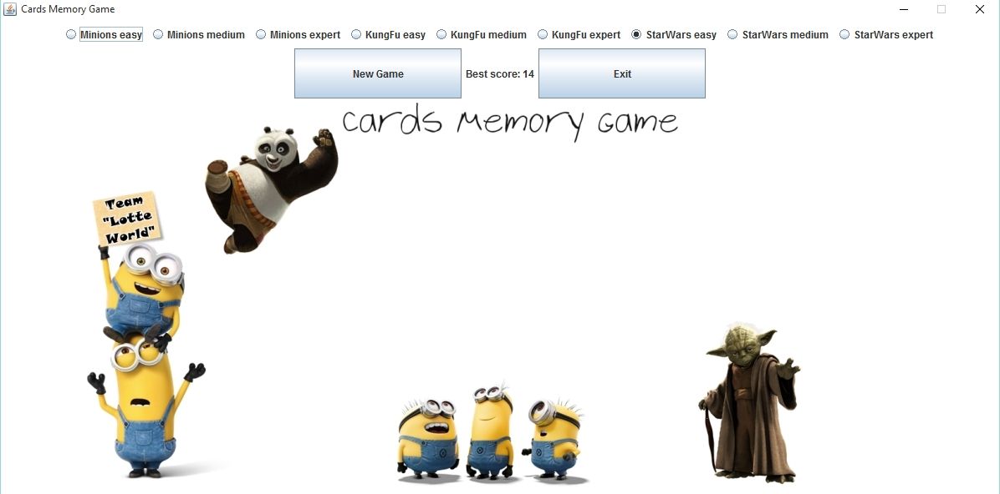 Cards Memory Game
Minions easy Minions medium Minions expert KungFu easy KungFu medium KungFu expert StarWars easy StarWars medium StarWars expert
New Game Best score: 14 Exit
Cards Memory Game
Team
"Lotte
World"